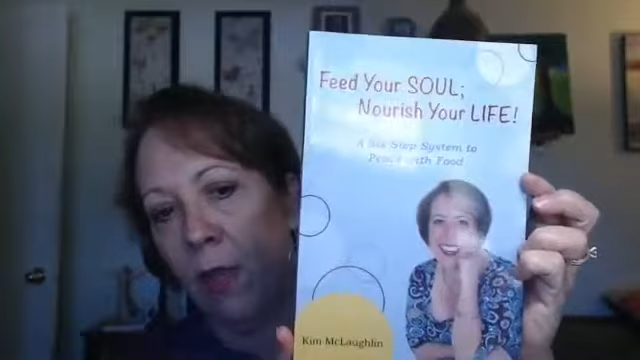 Feed Your SOUL;
Nourish Your LIFE!
A Six Step System to
Peace with Food
Kim McLaughlin